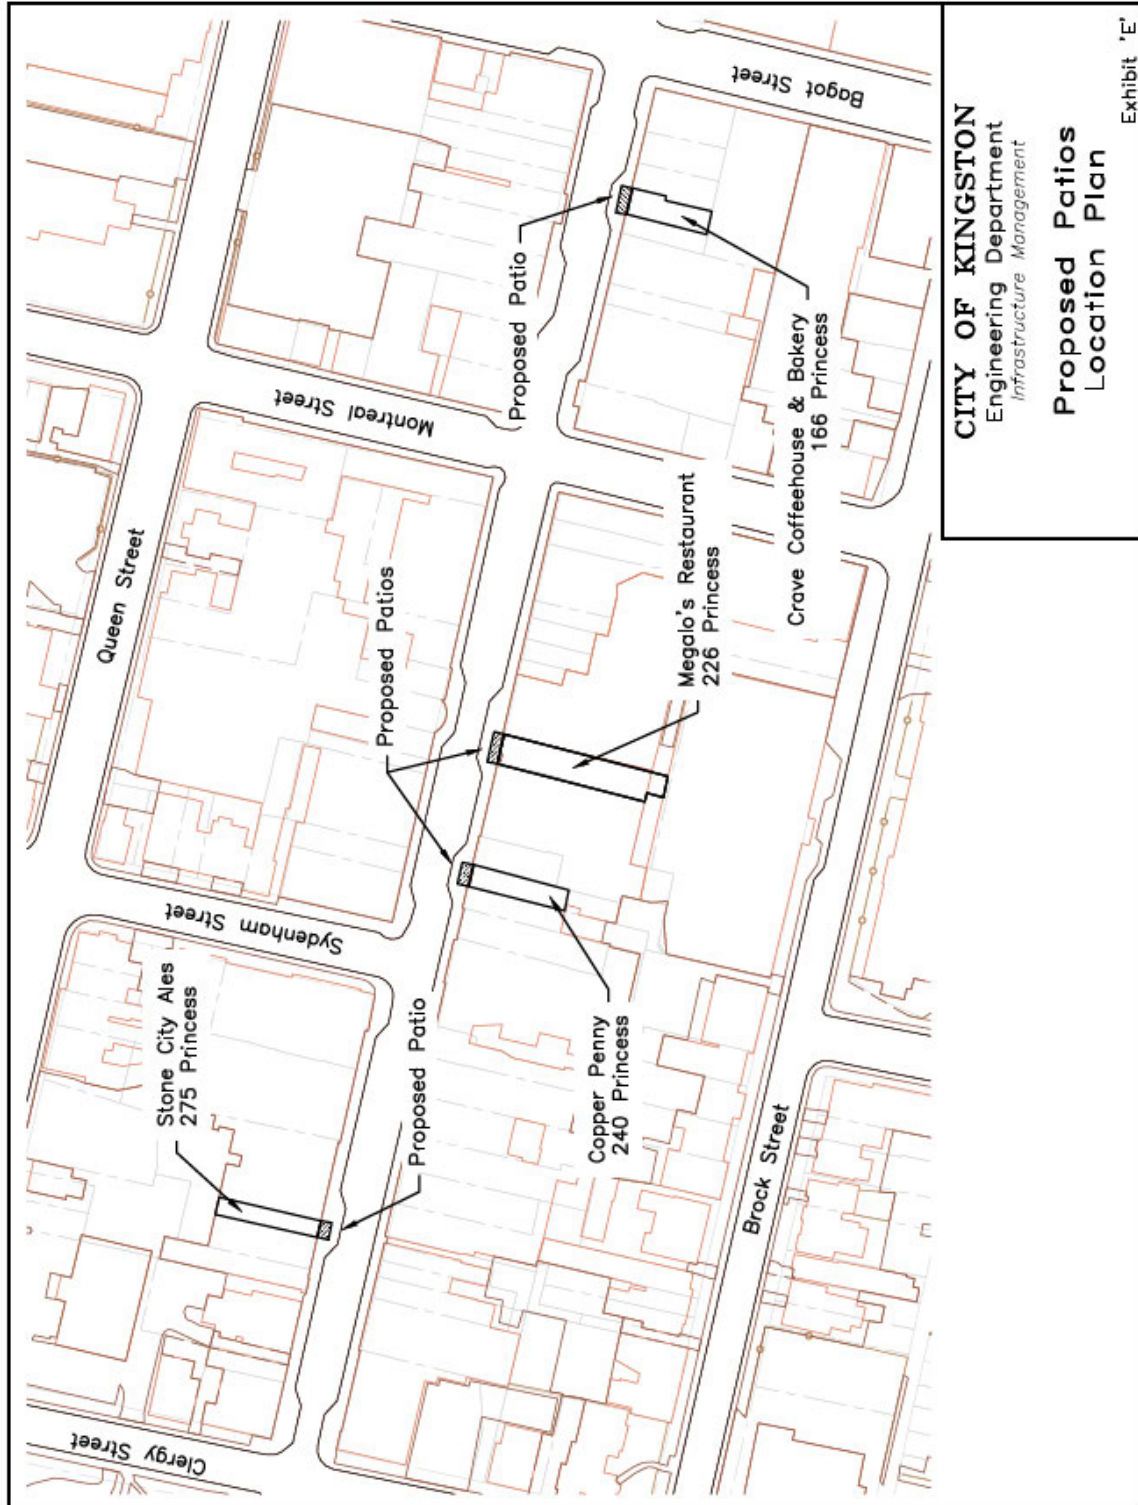 Queen Street
Clergy Street
Sydenham Street
Montreal Street
Bagot Street
Brock Street
Stone City Ales
275 Princess
Proposed Patio
Proposed Patios
Proposed Patio
Copper Penny
240 Princess
Megalo's Restaurant
226 Princess
Crave Coffeehouse & Bakery
166 Princess
CITY OF KINGSTON
Engineering Department
Infrastructure Management
Proposed Patios
Location Plan
Exhibit 'E'